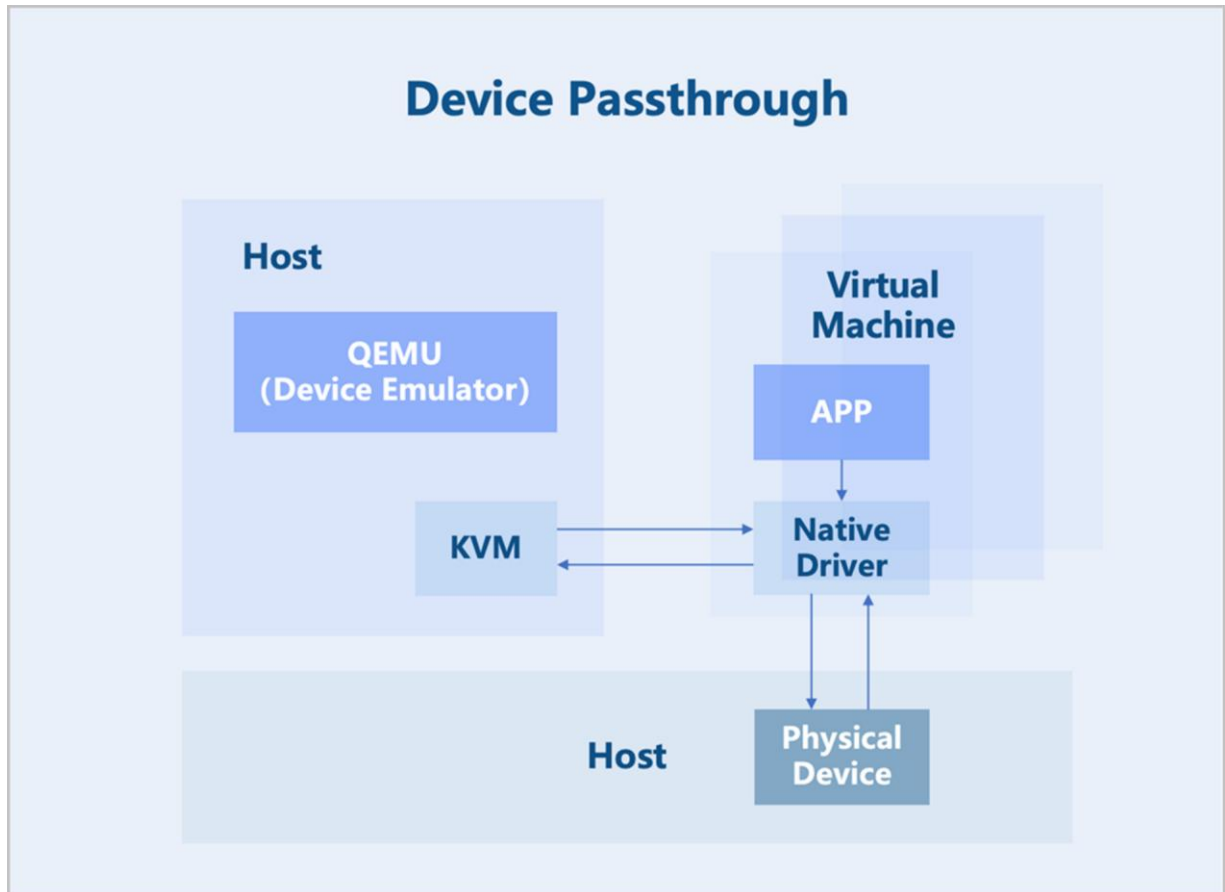 Device Passthrough
Host
QEMU
(Device Emulator)
KVM
Virtual
Machine
APP
Native
Driver
Host
Physical
Device